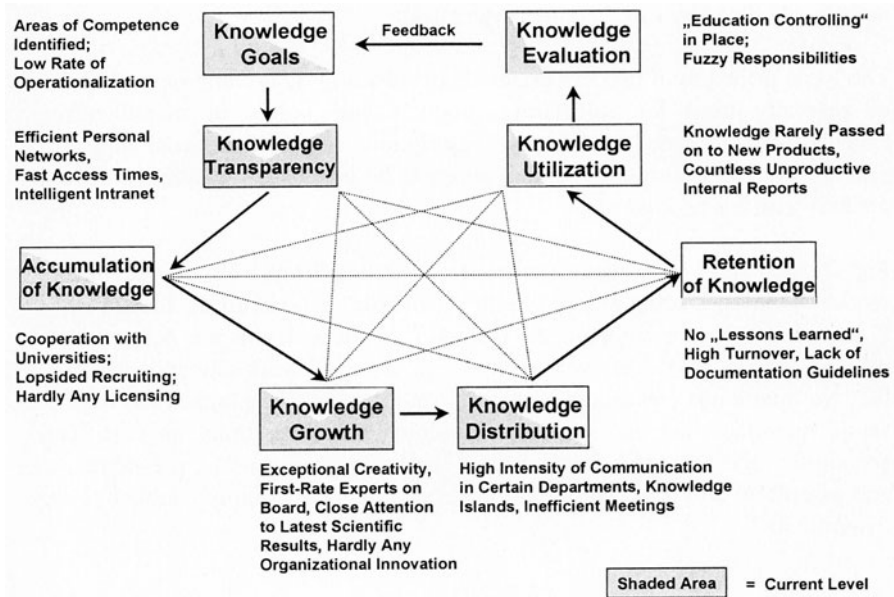 Areas of Competence
Identified;
Low Rate of
Operationalization
Knowledge
Goals
Feedback
Knowledge
Evaluation
„Education Controlling“
in Place;
Fuzzy Responsibilities
Efficient Personal
Networks,
Fast Access Times,
Intelligent Intranet
Knowledge
Transparency
Knowledge
Utilization
Knowledge Rarely Passed
on to New Products,
Countless Unproductive
Internal Reports
Accumulation
of Knowledge
Retention
of Knowledge
Cooperation with
Universities;
Lopsided Recruiting;
Hardly Any Licensing
No „Lessons Learned“,
High Turnover, Lack of
Documentation Guidelines
Knowledge
Growth
Knowledge
Distribution
Exceptional Creativity,
First-Rate Experts on
Board, Close Attention
to Latest Scientific
Results, Hardly Any
Organizational Innovation
High Intensity of Communication
in Certain Departments, Knowledge
Islands, Inefficient Meetings
Shaded Area = Current Level